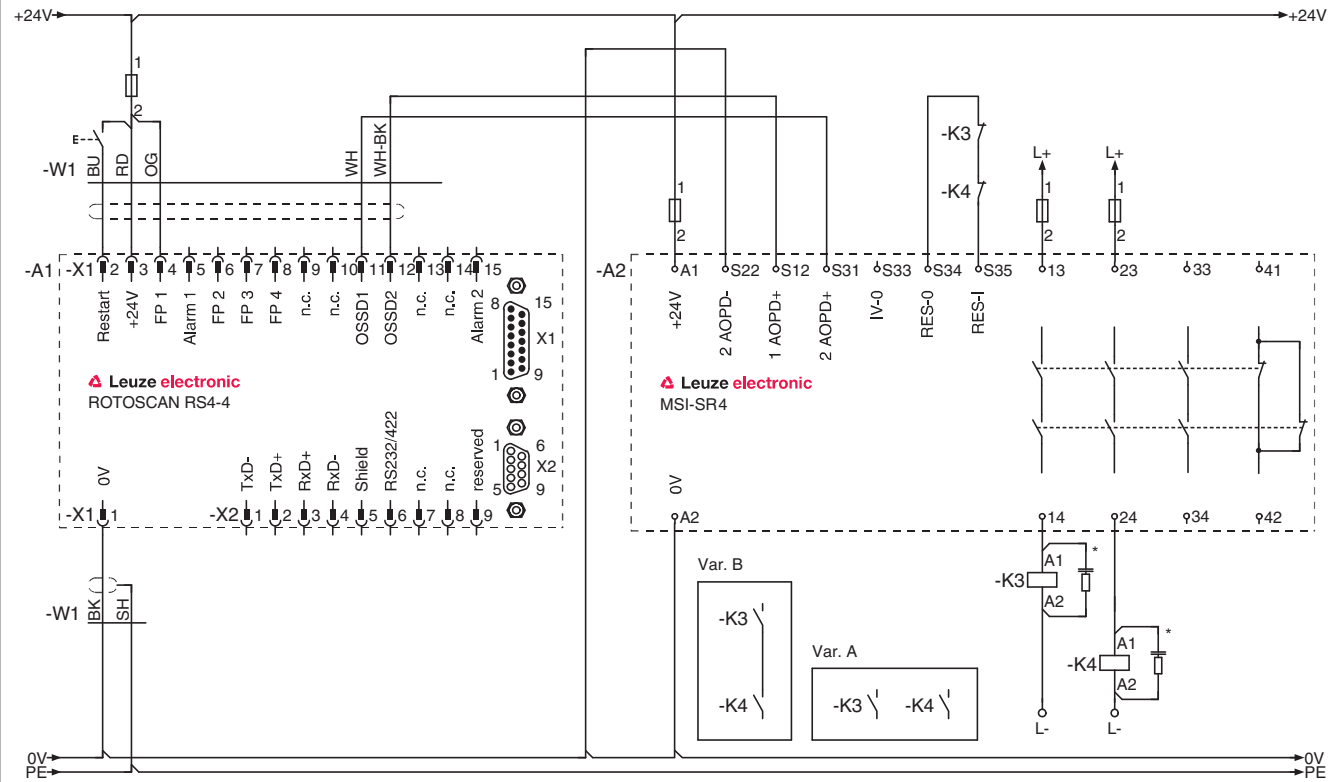 +24V
+24V
1
2
1
2
E
-W1
BU
RD
OG
WH
WH-BK
-K3
-K4
L+
1
2
L+
1
2
-A1
-X1
2
3
4
5
6
7
8
9
10
11
12
13
14
15
Restart
+24V
FP 1
Alarm 1
FP 2
FP 3
FP 4
n.c.
n.c.
OSSD1
OSSD2
n.c.
n.c.
Alarm 2
8
15
X1
1
9
Leuze electronic
ROTOSCAN RS4-4
1
6
X2
5
9
0V
TxD-
TxD+
RxD+
RxD-
Shield
RS232/422
n.c.
n.c.
reserved
-X1
1
-X2
1
2
3
4
5
6
7
8
9
-W1
BK
SH
-A2
A1
S22
S12
S31
S33
S34
S35
13
23
33
41
+24V
2 AOPD-
1 AOPD+
2 AOPD+
IV-0
RES-0
RES-I
Leuze electronic
MSI-SR4
0V
A2
14
24
34
42
Var. B
-K3
-K4
Var. A
-K3
-K4
-K3
A1
A2
*
L-
-K4
A1
A2
*
L-
0V
0V
PE
PE